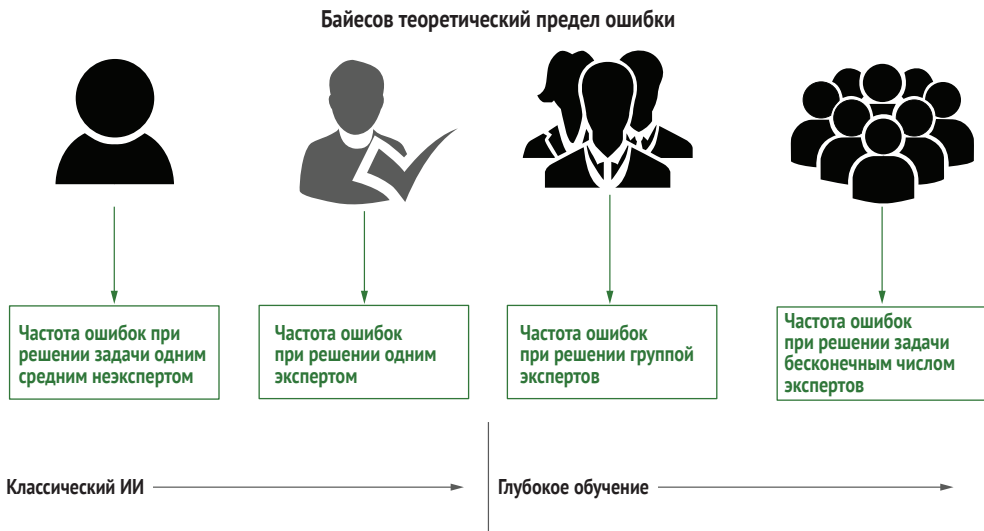 Байесов теоретический предел ошибки
Частота ошибок при
решении задачи одним
средним неэкспертом
Частота ошибок
при решении одним
экспертом
Частота ошибок
при решении группой
экспертов
Частота ошибок
при решении задачи
бесконечным числом
экспертов
Классический ИИ
Глубокое обучение